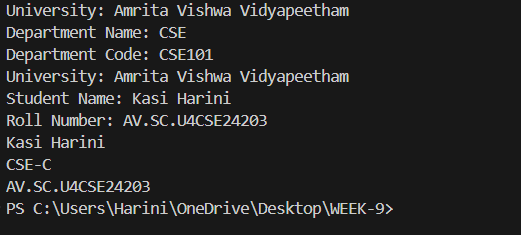 University: Amrita Vishwa Vidyapeetham
Department Name: CSE
Department Code: CSE101
University: Amrita Vishwa Vidyapeetham
Student Name: Kasi Harini
Roll Number: AV.SC.U4CSE24203
Kasi Harini
CSE-C
AV.SC.U4CSE24203
PS C:\Users\Harini\OneDrive\Desktop\WEEK-9>